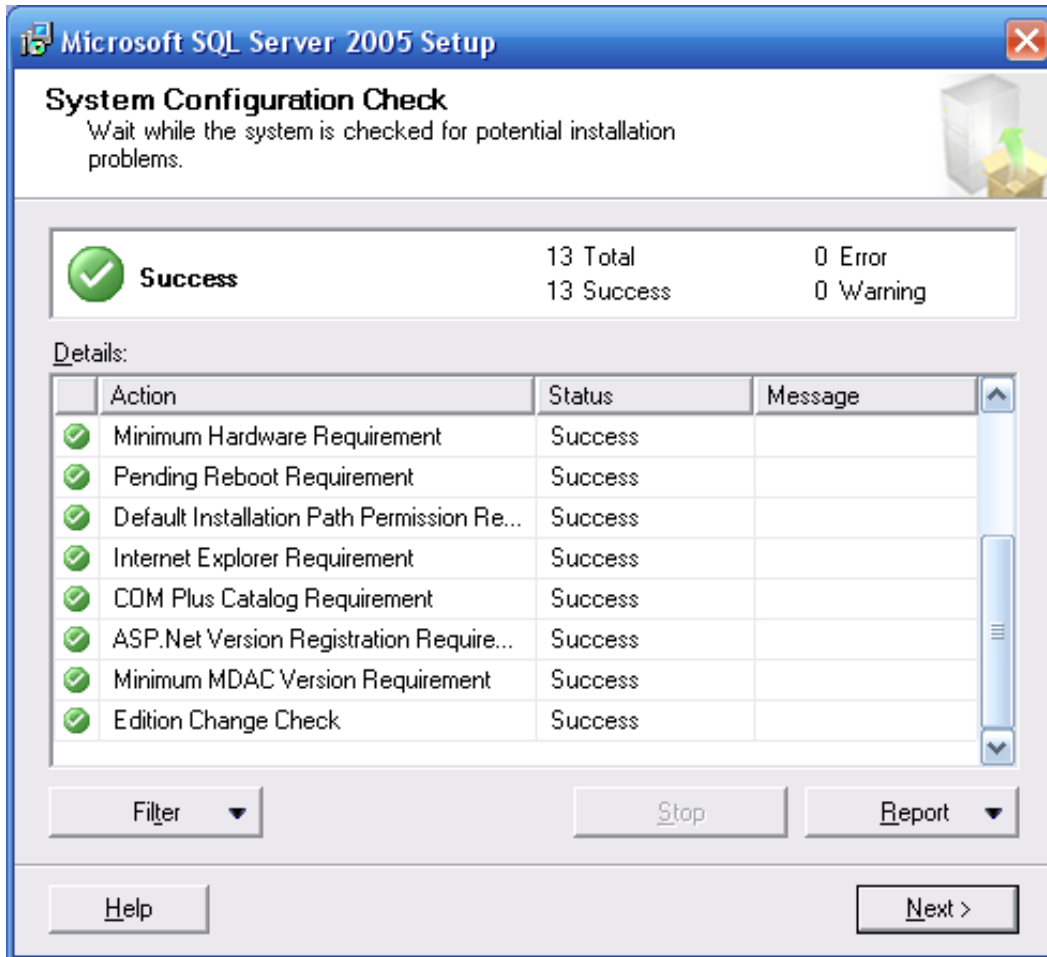 Microsoft SQL Server 2005 Setup
System Configuration Check
Wait while the system is checked for potential installation
problems.
Success
13 Total
0 Error
13 Success
0 Warning
Details:
Action Status Message
Minimum Hardware Requirement Success
Pending Reboot Requirement Success
Default Installation Path Permission Re... Success
Internet Explorer Requirement Success
COM Plus Catalog Requirement Success
ASP.Net Version Registration Require... Success
Minimum MDAC Version Requirement Success
Edition Change Check Success
Filter Stop Report
Help Next >